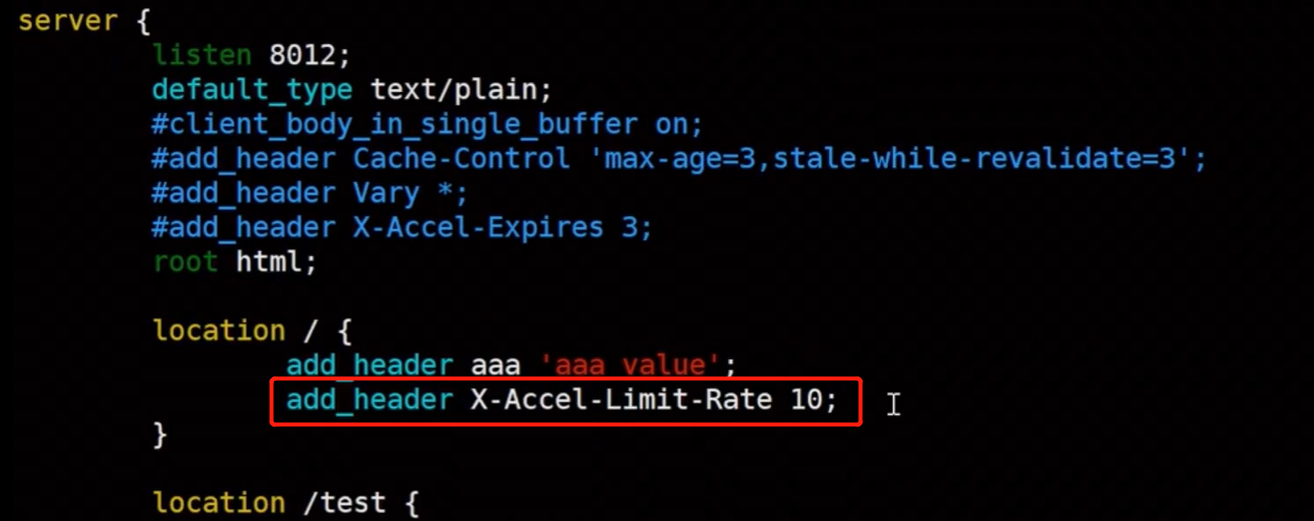 server {
listen 8012;
default_type text/plain;
#client_body_in_single_buffer on;
#add_header Cache-Control 'max-age=3,stale-while-revalidate=3';
#add_header Vary *;
#add_header X-Accel-Expires 3;
root html;
location / {
add_header aaa 'aaa value';
add_header X-Accel-Limit-Rate 10;
}
location /test {